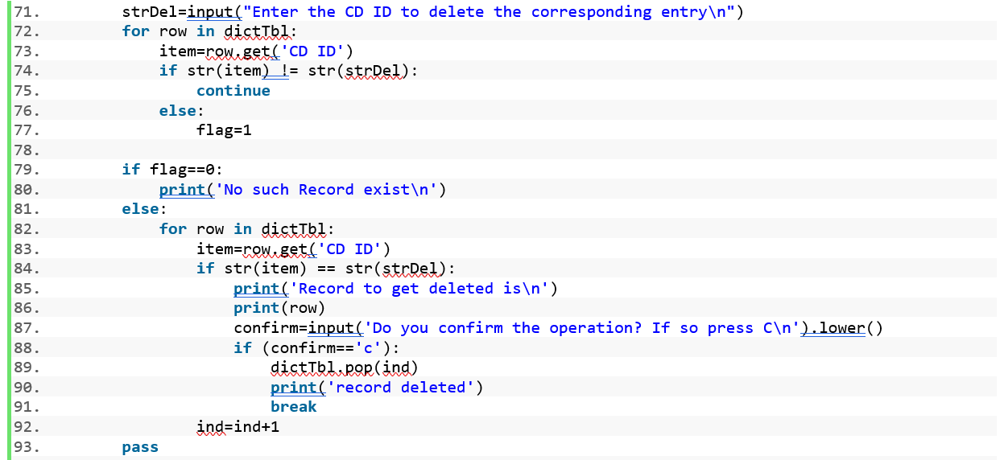 71. strDel=input("Enter the CD ID to delete the corresponding entry\n")
72. for row in dictTbl:
73. item=row.get('CD ID')
74. if str(item) != str(strDel):
75. continue
76. else:
77. flag=1
78.
79. if flag==0:
80. print('No such Record exist\n')
81. else:
82. for row in dictTbl:
83. item=row.get('CD ID')
84. if str(item) == str(strDel):
85. print('Record to get deleted is\n')
86. print(row)
87. confirm=input('Do you confirm the operation? If so press C\n').lower()
88. if (confirm=='c'):
89. dictTbl.pop(ind)
90. print('record deleted')
91. break
92. ind=ind+1
93. pass